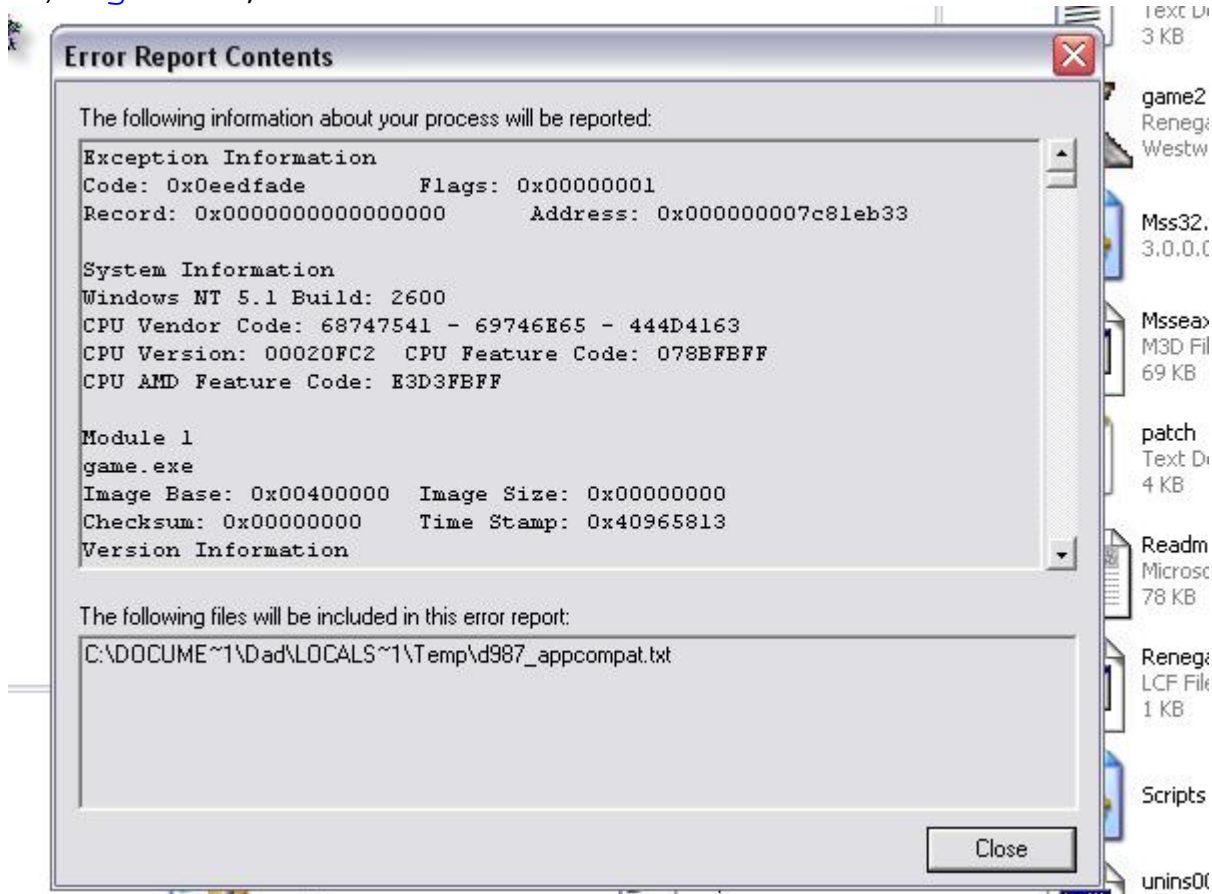 Error Report Contents
The following information about your process will be reported:
Exception Information
Code: 0x0eedfade Flags: 0x00000001
Record: 0x0000000000000000 Address: 0x000000007c81eb33
System Information
Windows NT 5.1 Build: 2600
CPU Vendor Code: 68747541 - 69746E65 - 444D4163
CPU Version: 00020FC2 CPU Feature Code: 078BFBFF
CPU AMD Feature Code: E3D3FBFF
Module 1
game.exe
Image Base: 0x00400000 Image Size: 0x00000000
Checksum: 0x00000000 Time Stamp: 0x40965813
Version Information
The following files will be included in this error report:
C:\DOCUME~1\Dad\LOCALS~1\Temp\d987_appcompat.txt
Close
Text D
3 KB
game2
Renega
Westw
Mss32.
3.0.0.0
Msseax
M3D Fil
69 KB
patch
Text D
4 KB
Readm
Microso
78 KB
Renega
LCF File
1 KB
Scripts
unins00